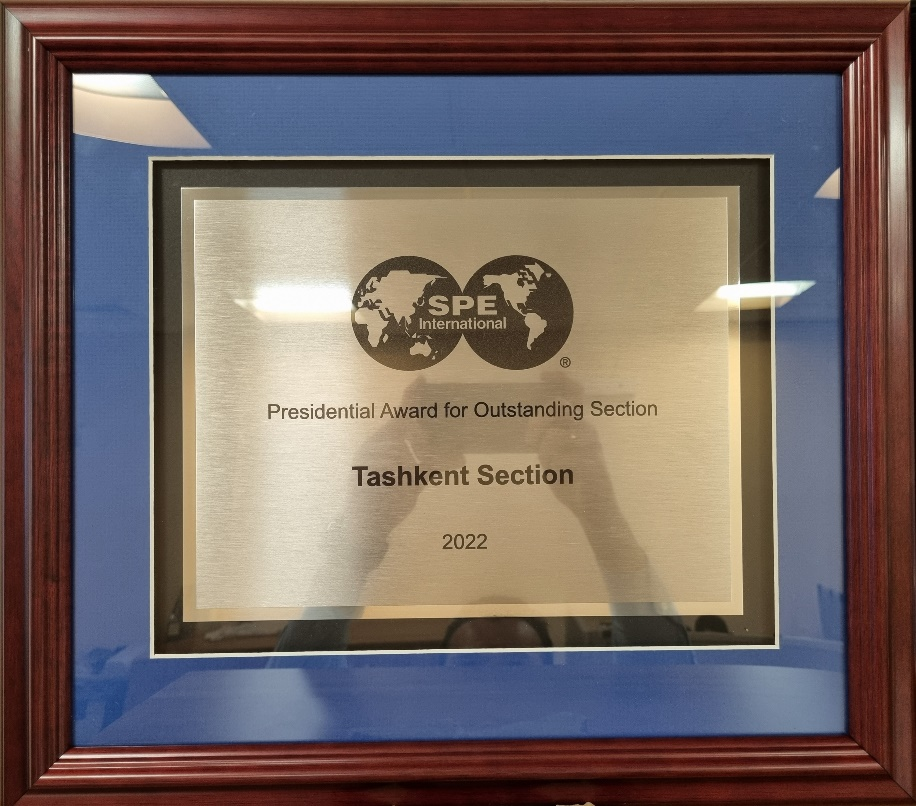 SPE
International
®
Presidential Award for Outstanding Section
Tashkent Section
2022